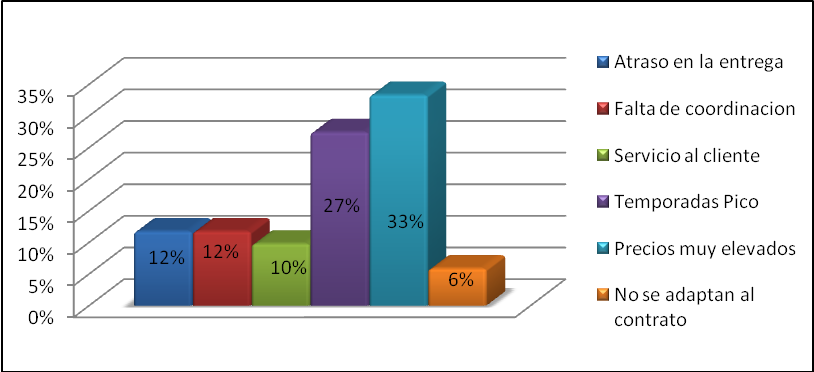 35%
30%
25%
20%
15%
10%
5%
0%
12%
12%
10%
27%
33%
6%
Atraso en la entrega
Falta de coordinacion
Servicio al cliente
Temporadas Pico
Precios muy elevados
No se adaptan al
contrato